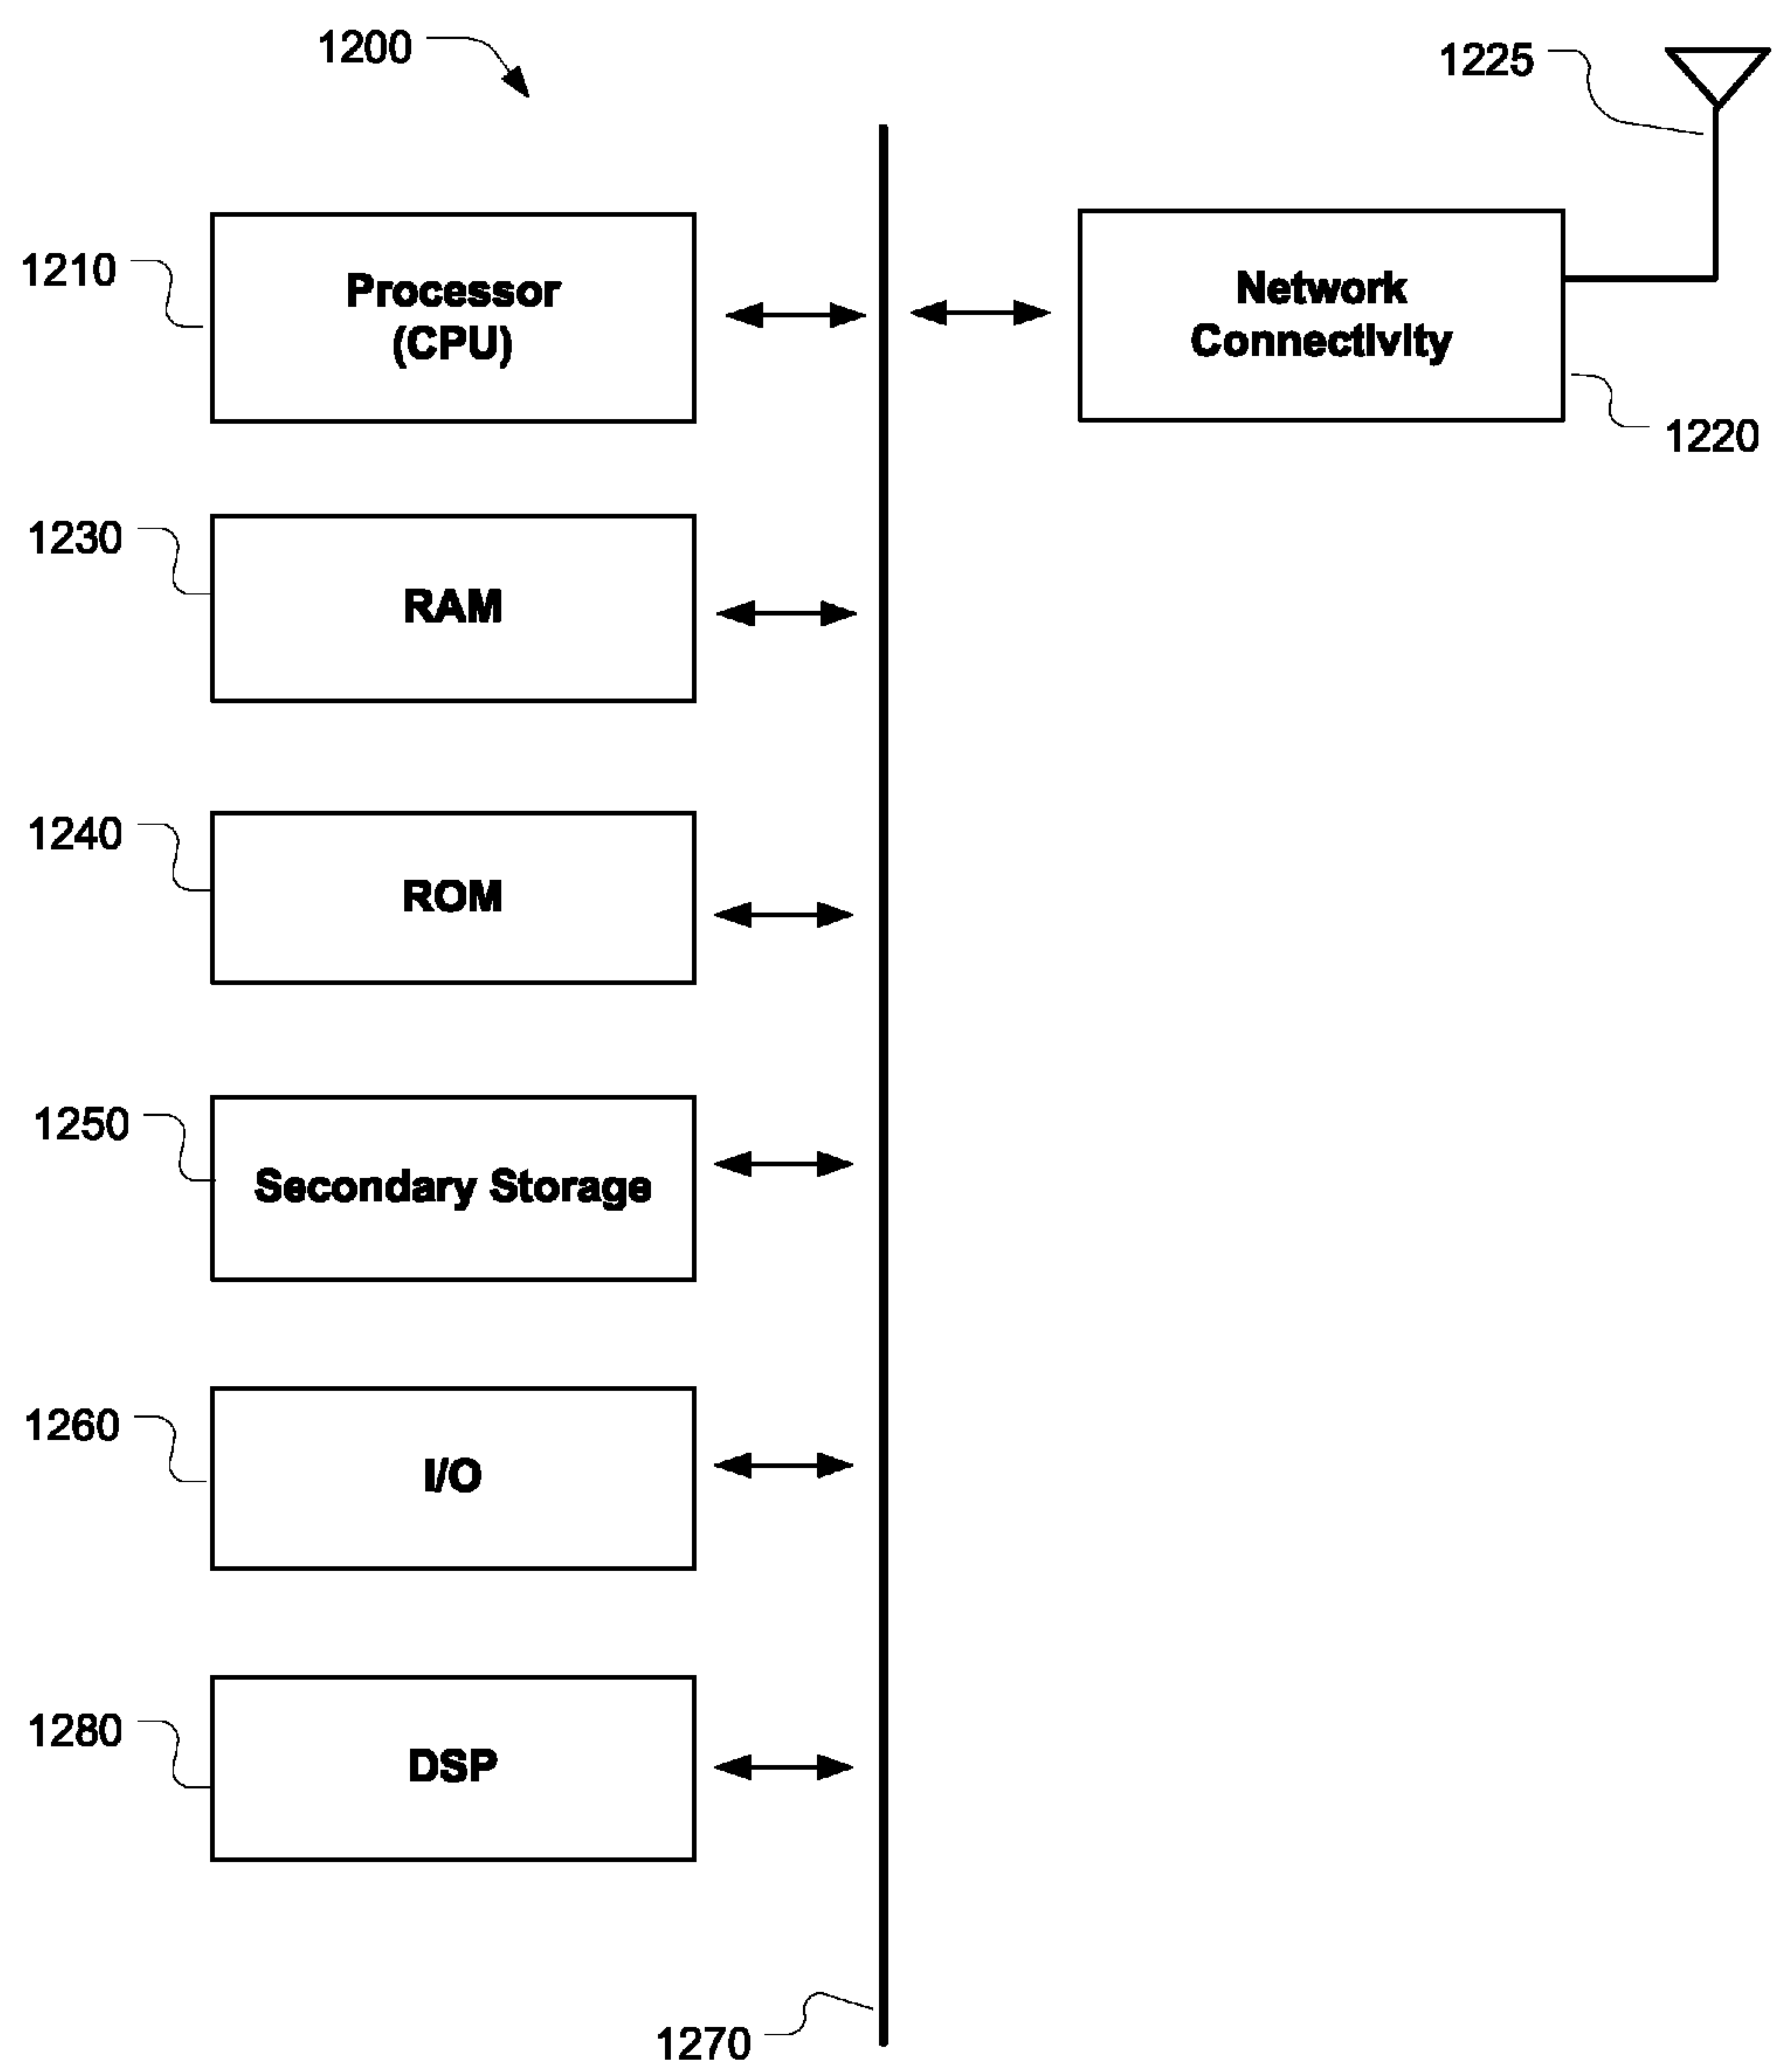 1200
1225
1210
Processor
(CPU)
Network
Connectivity
1220
1230
RAM
1240
ROM
1250
Secondary Storage
1260
I/O
1280
DSP
1270